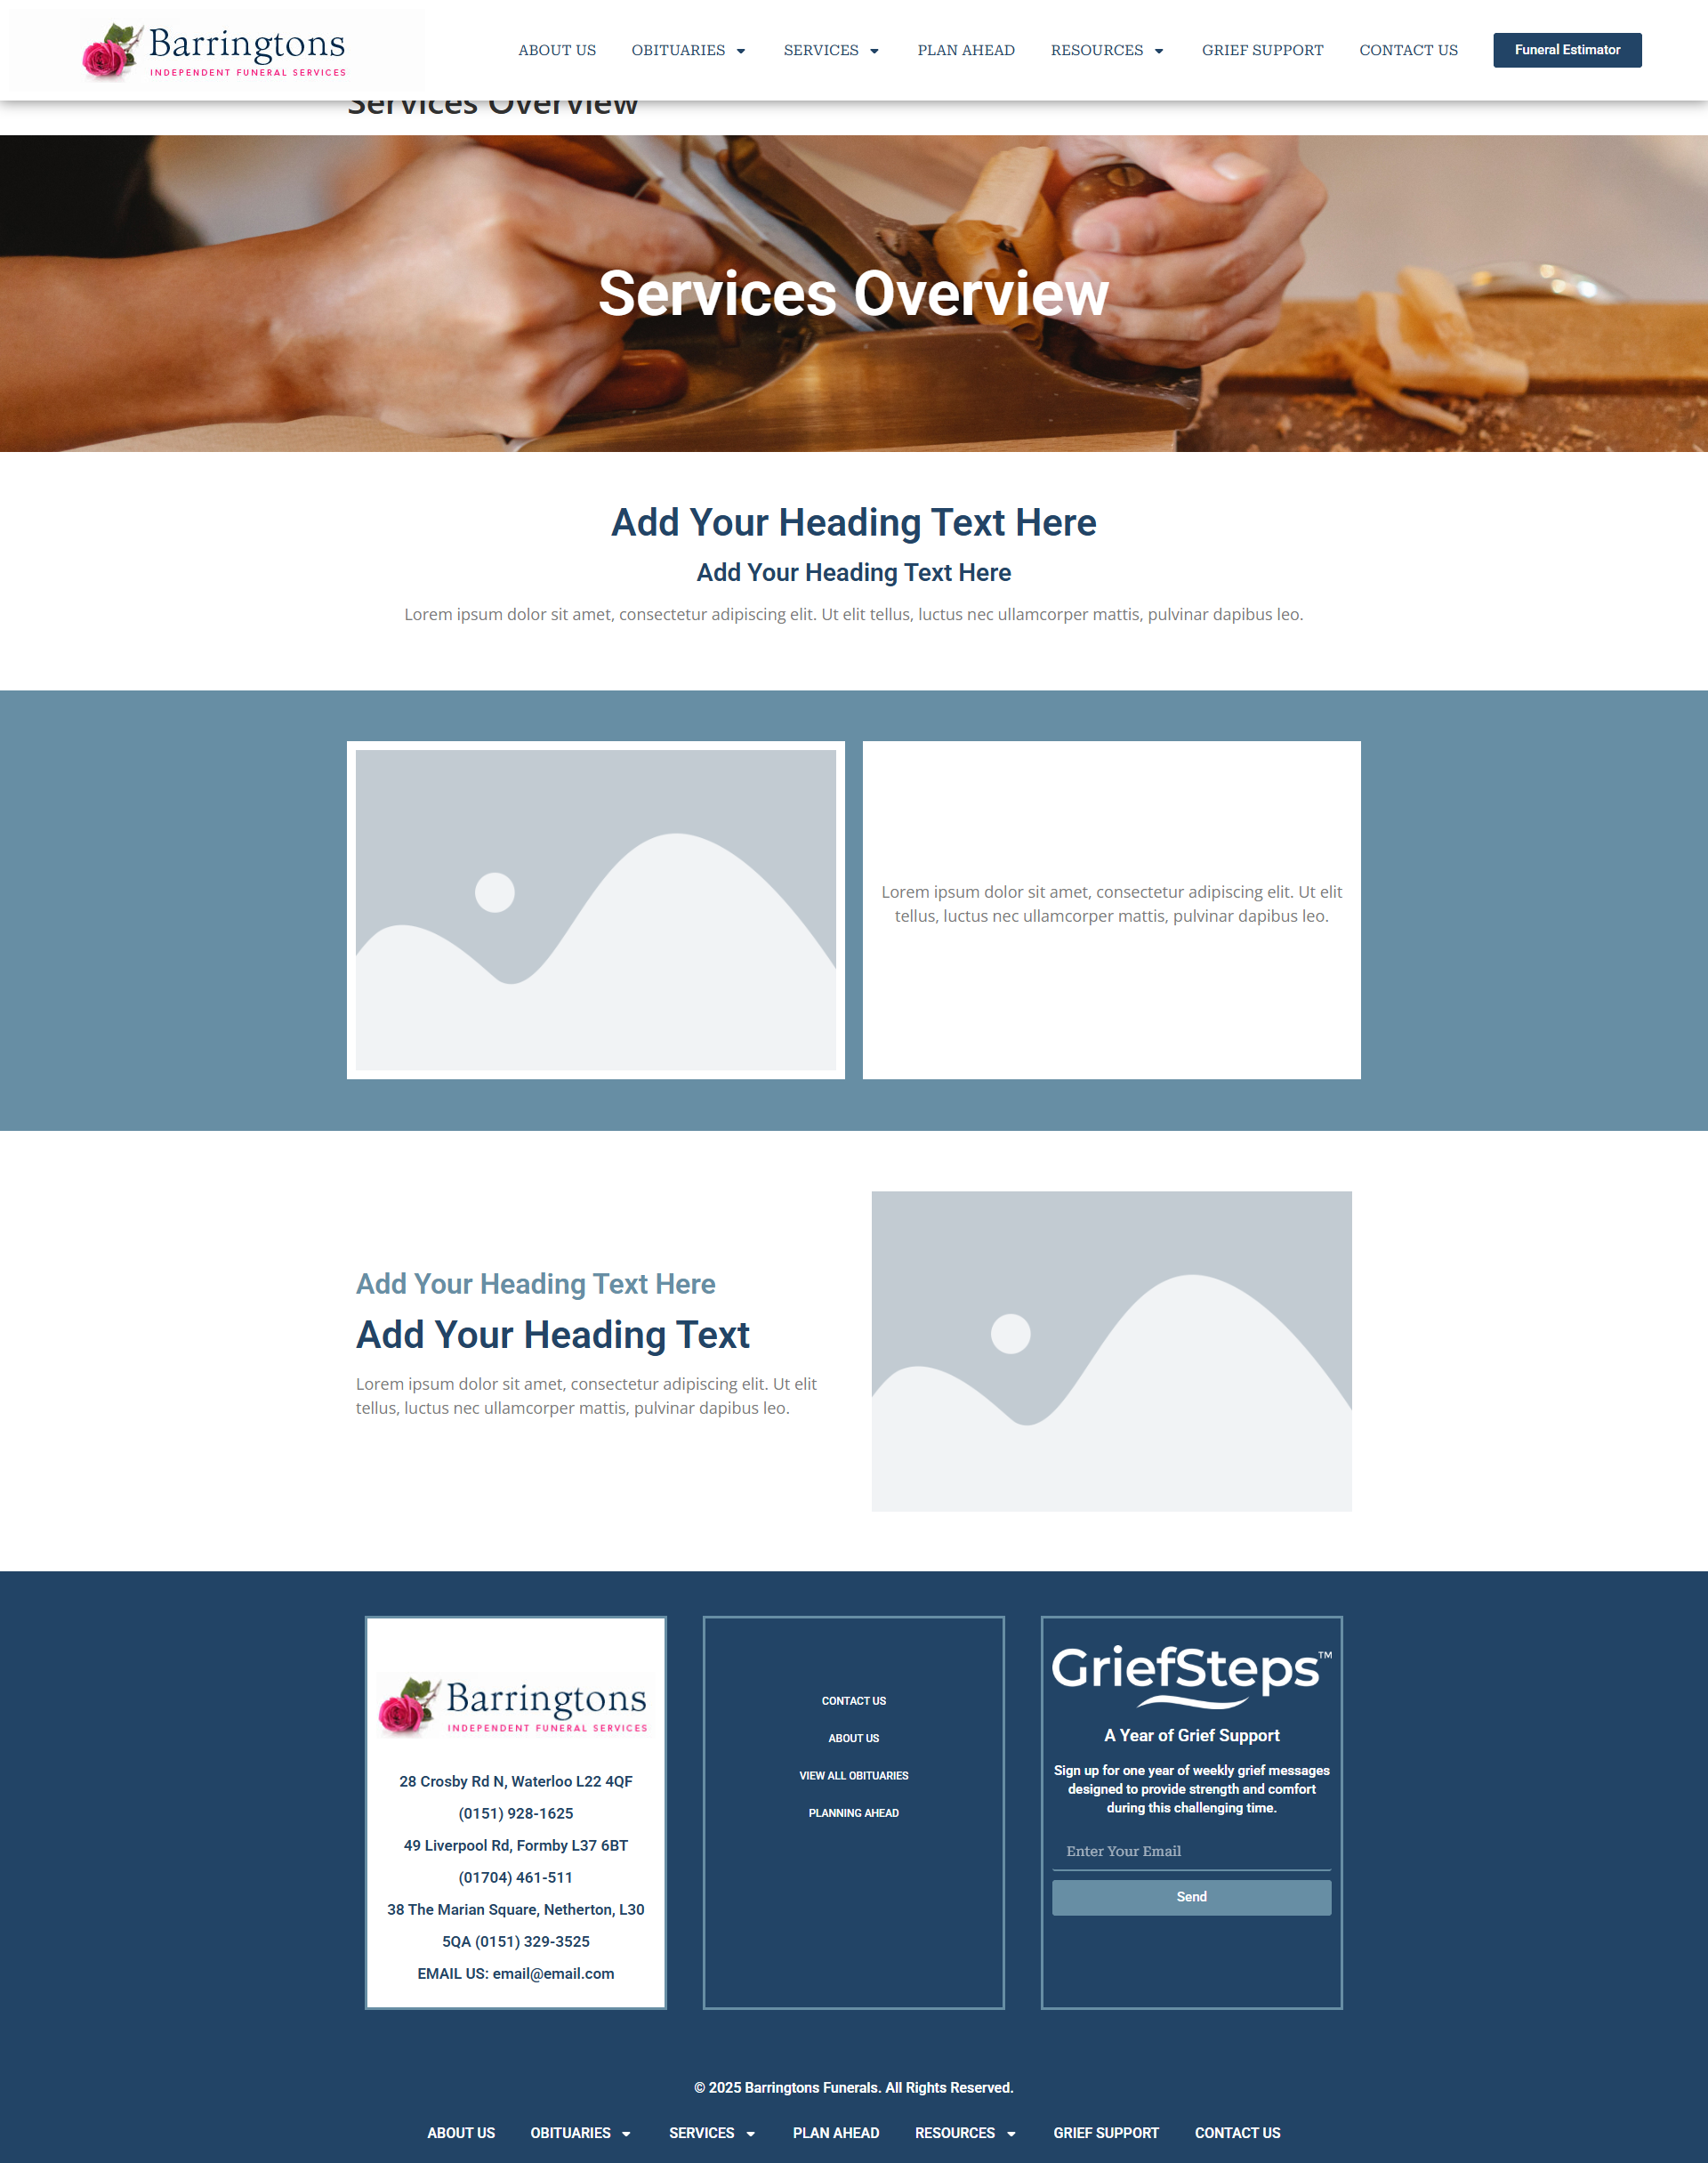 Barringtons
INDEPENDENT FUNERAL SERVICES
ABOUT US OBITUARIES SERVICES PLAN AHEAD RESOURCES GRIEF SUPPORT CONTACT US Funeral Estimator
Services Overview
Services Overview
Add Your Heading Text Here
Add Your Heading Text Here
Lorem ipsum dolor sit amet, consectetur adipiscing elit. Ut elit tellus, luctus nec ullamcorper mattis, pulvinar dapibus leo.
Lorem ipsum dolor sit amet, consectetur adipiscing elit. Ut elit
tellus, luctus nec ullamcorper mattis, pulvinar dapibus leo.
Add Your Heading Text Here
Add Your Heading Text
Lorem ipsum dolor sit amet, consectetur adipiscing elit. Ut elit
tellus, luctus nec ullamcorper mattis, pulvinar dapibus leo.
Barringtons
INDEPENDENT FUNERAL SERVICES
28 Crosby Rd N, Waterloo L22 4QF
(0151) 928-1625
49 Liverpool Rd, Formby L37 6BT
(01704) 461-511
38 The Marian Square, Netherton, L30
5QA (0151) 329-3525
EMAIL US: email@email.com
CONTACT US
ABOUT US
VIEW ALL OBITUARIES
PLANNING AHEAD
GriefSteps™
A Year of Grief Support
Sign up for one year of weekly grief messages
designed to provide strength and comfort
during this challenging time.
Enter Your Email
Send
© 2025 Barringtons Funerals. All Rights Reserved.
ABOUT US OBITUARIES SERVICES PLAN AHEAD RESOURCES GRIEF SUPPORT CONTACT US